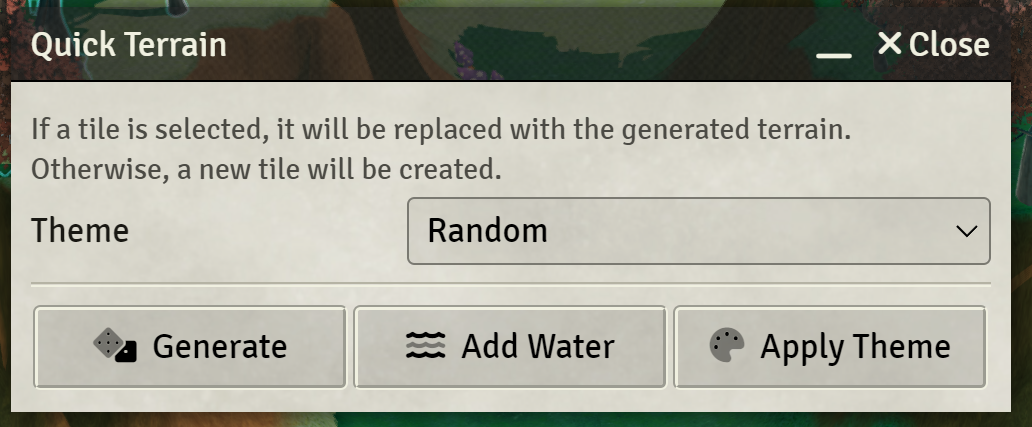 Quick Terrain
Close
If a tile is selected, it will be replaced with the generated terrain.
Otherwise, a new tile will be created.
Theme
Random
Generate
Add Water
Apply Theme